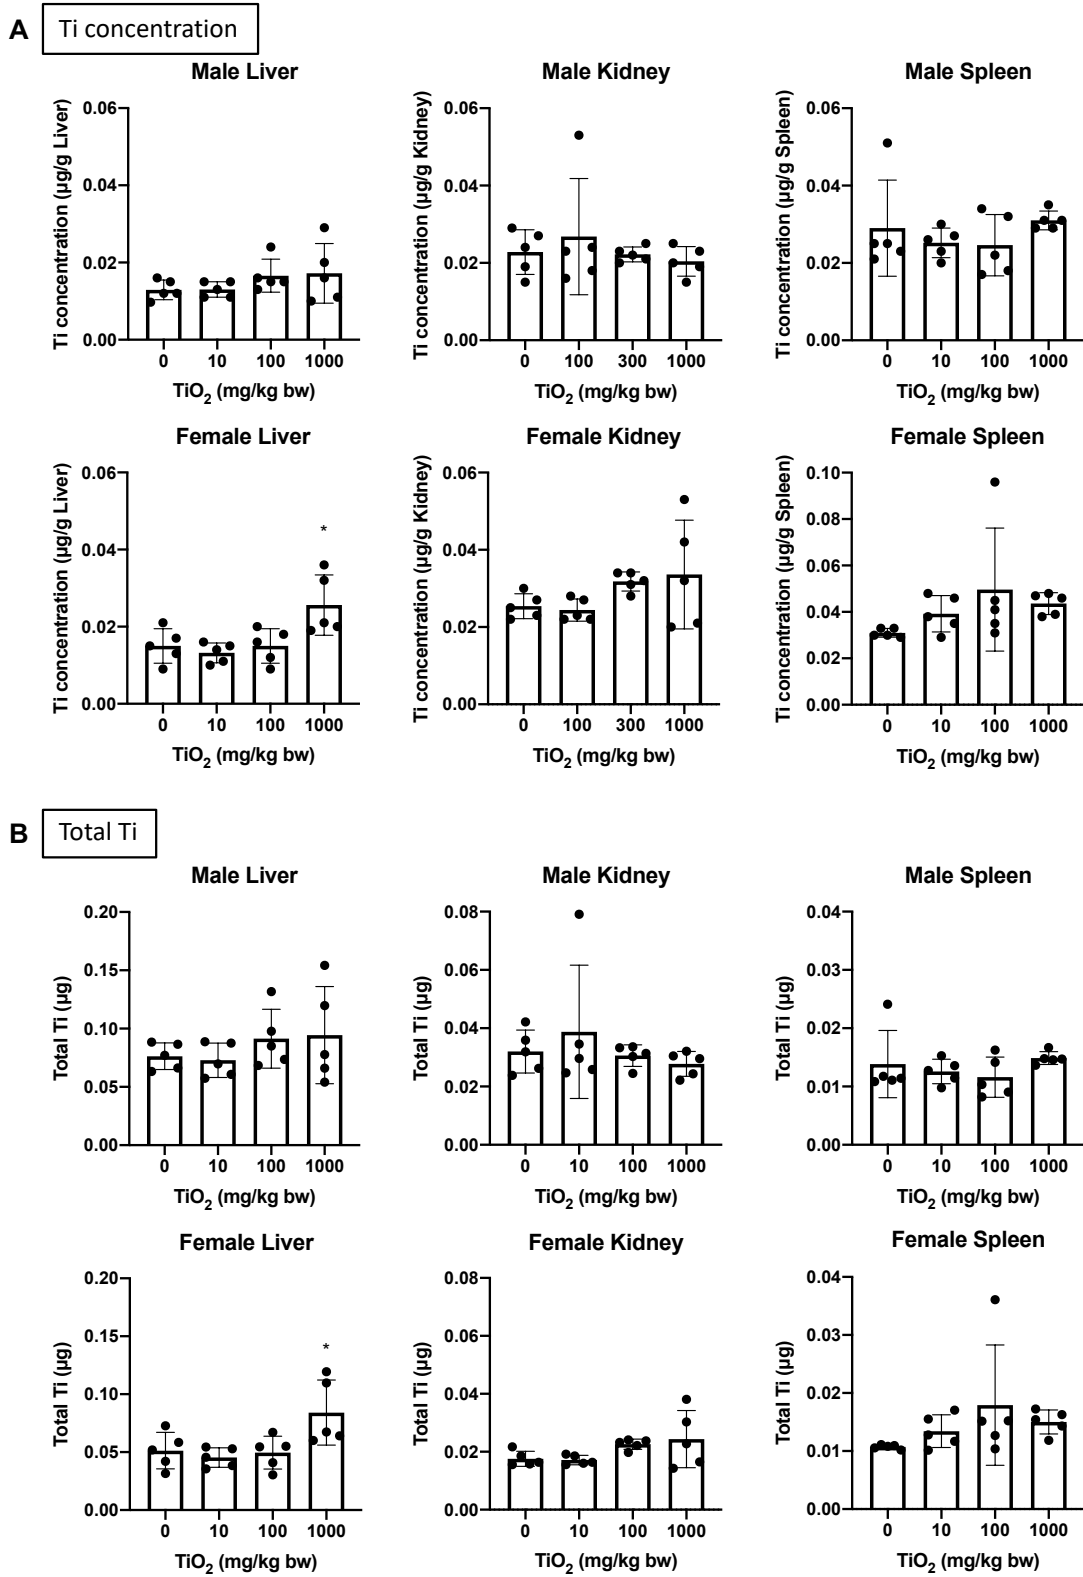 A Ti concentration
Male Liver Male Kidney Male Spleen
Ti concentration (µg/g Liver)
0.06
0.04
0.02
0.00
0 10 100 1000
TiO2 (mg/kg bw)
Ti concentration (µg/g Kidney)
0.06
0.04
0.02
0.00
0 100 300 1000
TiO2 (mg/kg bw)
Ti concentration (µg/g Spleen)
0.06
0.04
0.02
0.00
0 10 100 1000
TiO2 (mg/kg bw)
Female Liver Female Kidney Female Spleen
Ti concentration (µg/g Liver)
0.06
0.04
0.02
0.00
*
0 10 100 1000
TiO2 (mg/kg bw)
Ti concentration (µg/g Kidney)
0.06
0.04
0.02
0.00
0 100 300 1000
TiO2 (mg/kg bw)
Ti concentration (µg/g Spleen)
0.10
0.08
0.06
0.04
0.02
0.00
0 10 100 1000
TiO2 (mg/kg bw)
B Total Ti
Male Liver Male Kidney Male Spleen
Total Ti (µg)
0.20
0.15
0.10
0.05
0.00
0 10 100 1000
TiO2 (mg/kg bw)
Total Ti (µg)
0.08
0.06
0.04
0.02
0.00
0 10 100 1000
TiO2 (mg/kg bw)
Total Ti (µg)
0.04
0.03
0.02
0.01
0.00
0 10 100 1000
TiO2 (mg/kg bw)
Female Liver Female Kidney Female Spleen
Total Ti (µg)
0.20
0.15
0.10
0.05
0.00
*
0 10 100 1000
TiO2 (mg/kg bw)
Total Ti (µg)
0.08
0.06
0.04
0.02
0.00
0 10 100 1000
TiO2 (mg/kg bw)
Total Ti (µg)
0.04
0.03
0.02
0.01
0.00
0 10 100 1000
TiO2 (mg/kg bw)